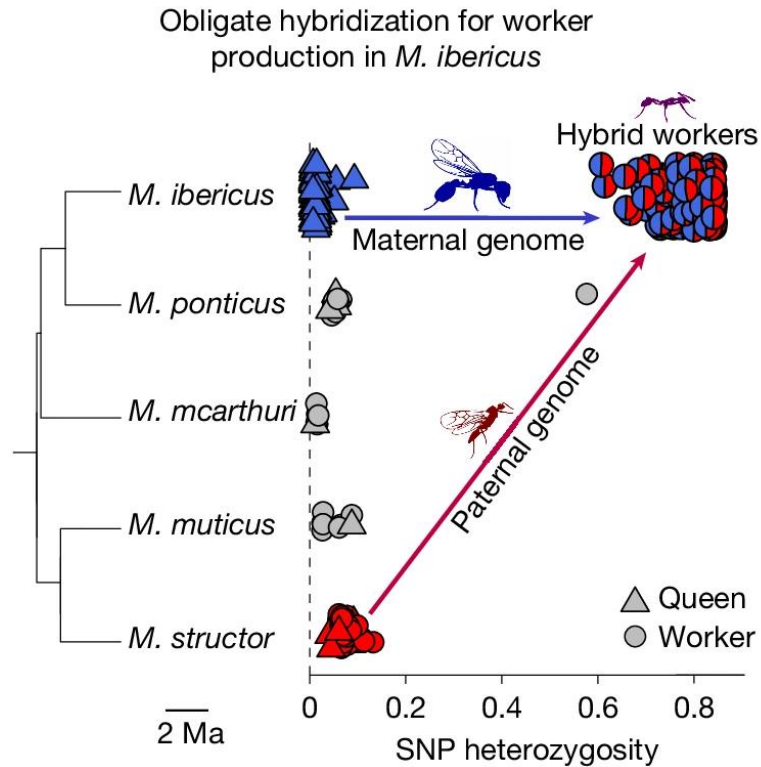 Obligate hybridization for worker
production in M. ibericus
Hybrid workers
M. ibericus
Maternal genome
M. ponticus
M. mcarthuri
Paternal genome
M. muticus
Queen
M. structor
Worker
0 0.2 0.4 0.6 0.8
2 Ma
SNP heterozygosity